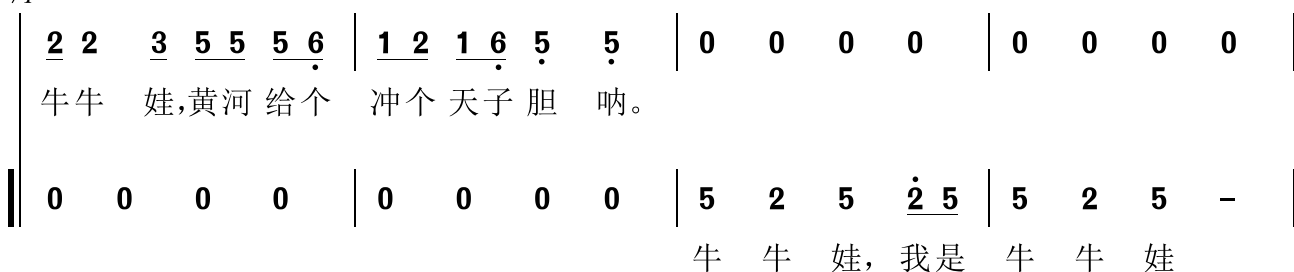 2 2 3 5 5 5 6 | 1 2 1 6 5 5 | 0 0 0 0 | 0 0 0 0
牛牛 娃,黄河 给个 冲个 天子 胆 呐。
0 0 0 0 | 0 0 0 0 | 5 2 5 2 5 | 5 2 5 –
牛 牛 娃, 我是 牛 牛 娃